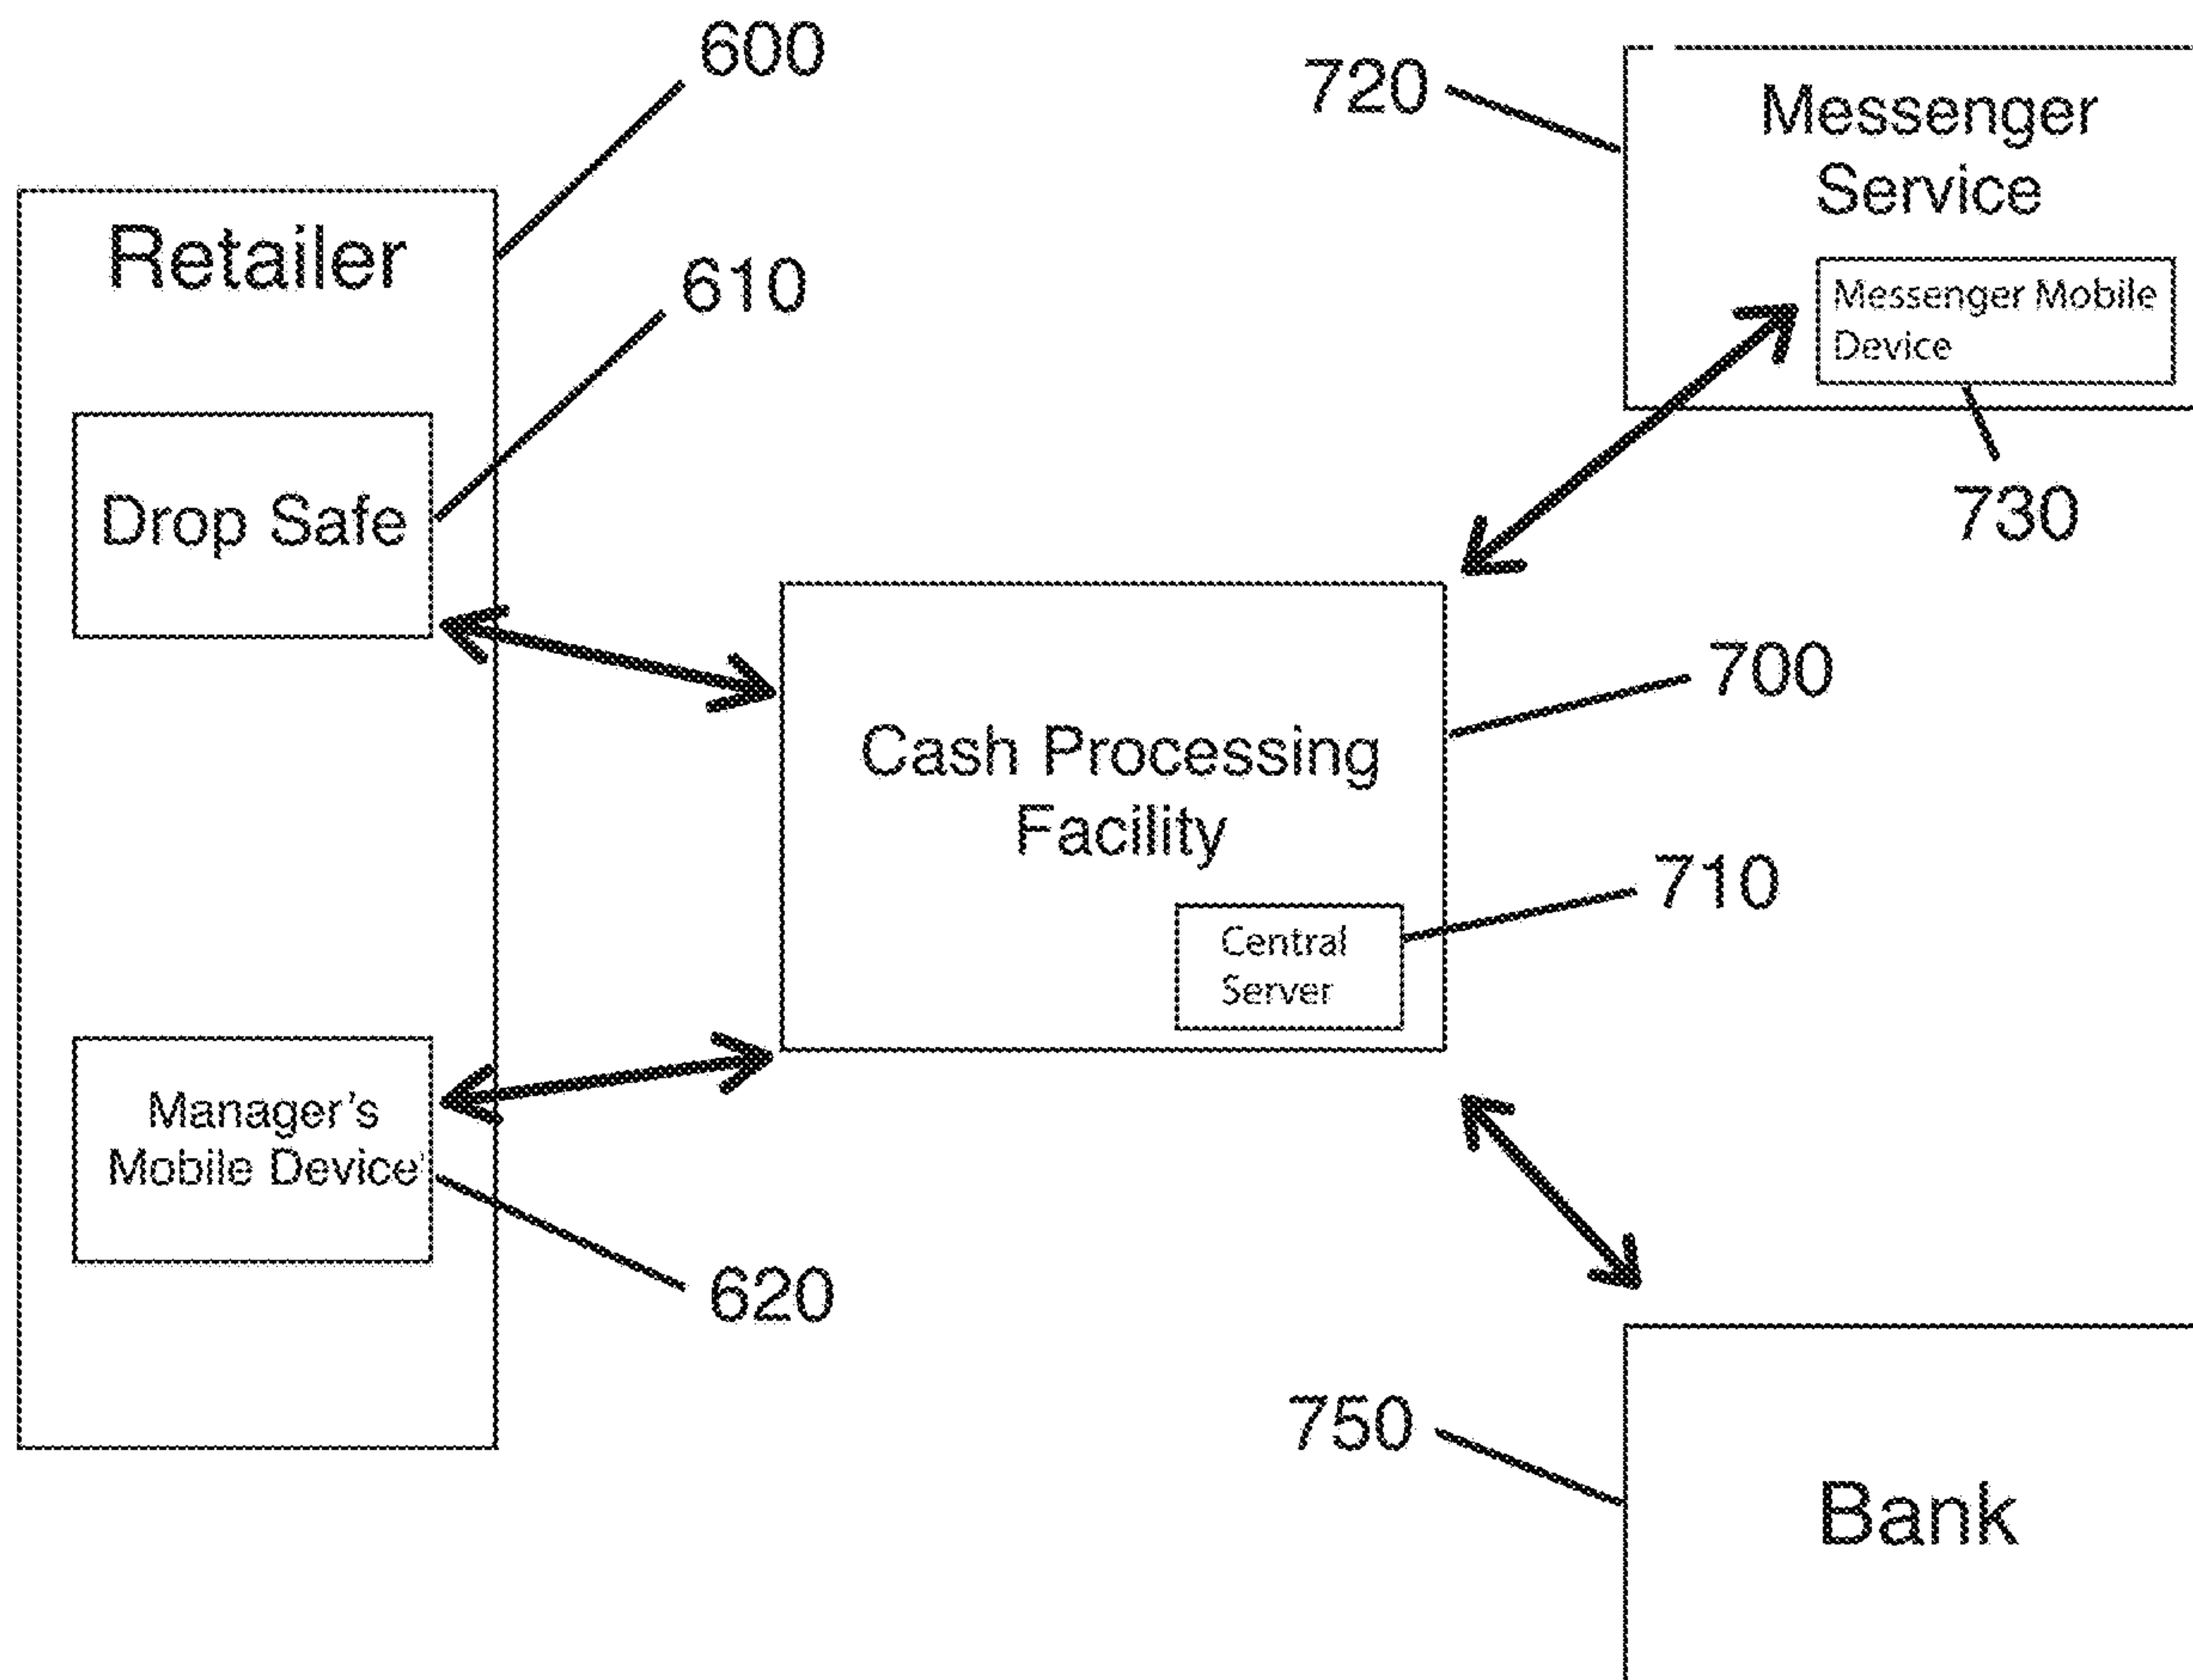 600
Retailer
610
Drop Safe
Manager's
Mobile Device
620
Cash Processing
Facility
700
Central
Server
710
720
Messenger
Service
Messenger Mobile
Device
730
750
Bank